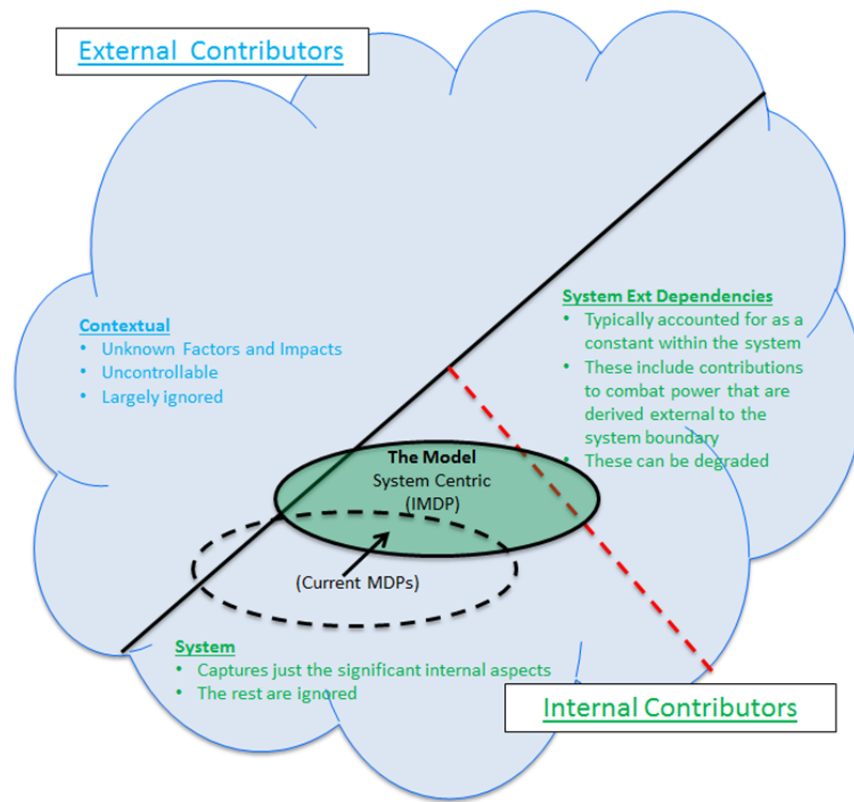 External Contributors
Contextual
• Unknown Factors and Impacts
• Uncontrollable
• Largely ignored
System Ext Dependencies
• Typically accounted for as a
constant within the system
• These include contributions
to combat power that are
derived external to the
system boundary
• These can be degraded
The Model
System Centric
(IMDP)
(Current MDPs)
System
• Captures just the significant internal aspects
• The rest are ignored
Internal Contributors